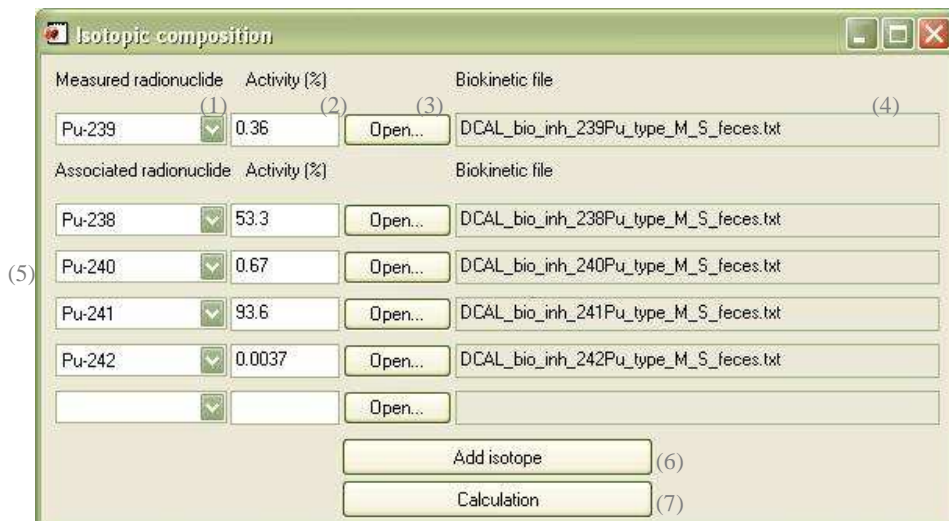 Isotopic composition
Measured radionuclide Activity (%) Biokinetic file
(1) (2) (3) (4)
Pu-239 0.36 Open... DCAL_bio_inh_239Pu_type_M_S_feces.txt
Associated radionuclide Activity (%) Biokinetic file
Pu-238 53.3 Open... DCAL_bio_inh_238Pu_type_M_S_feces.txt
(5) Pu-240 0.67 Open... DCAL_bio_inh_240Pu_type_M_S_feces.txt
Pu-241 93.6 Open... DCAL_bio_inh_241Pu_type_M_S_feces.txt
Pu-242 0.0037 Open... DCAL_bio_inh_242Pu_type_M_S_feces.txt
Open...
Add isotope (6)
Calculation (7)